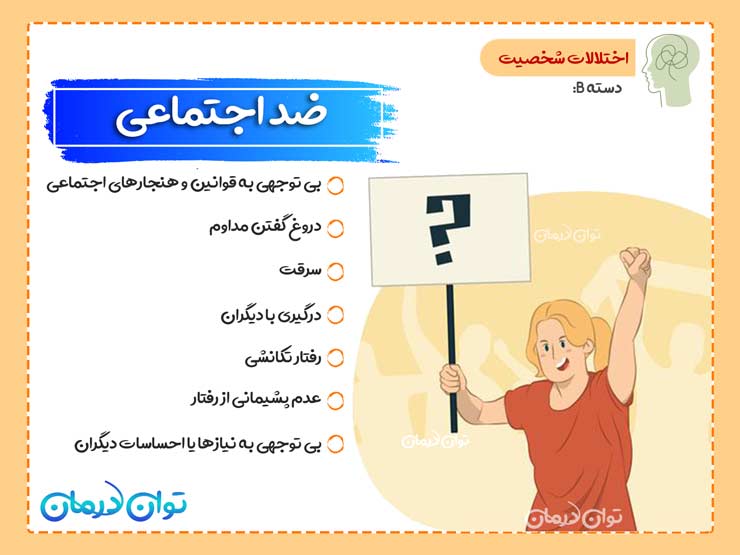 اختلالات شخصیت
دسته B:
ضد اجتماعی
بی توجهی به قوانین و هنجارهای اجتماعی
دروغ گفتن مداوم
سرقت
درگیری با دیگران
رفتار تکانشی
عدم پشیمانی از رفتار
بی توجهی به نیازها یا احساسات دیگران
؟
توان درمان
توان درمان
توان درمان
توان درمان